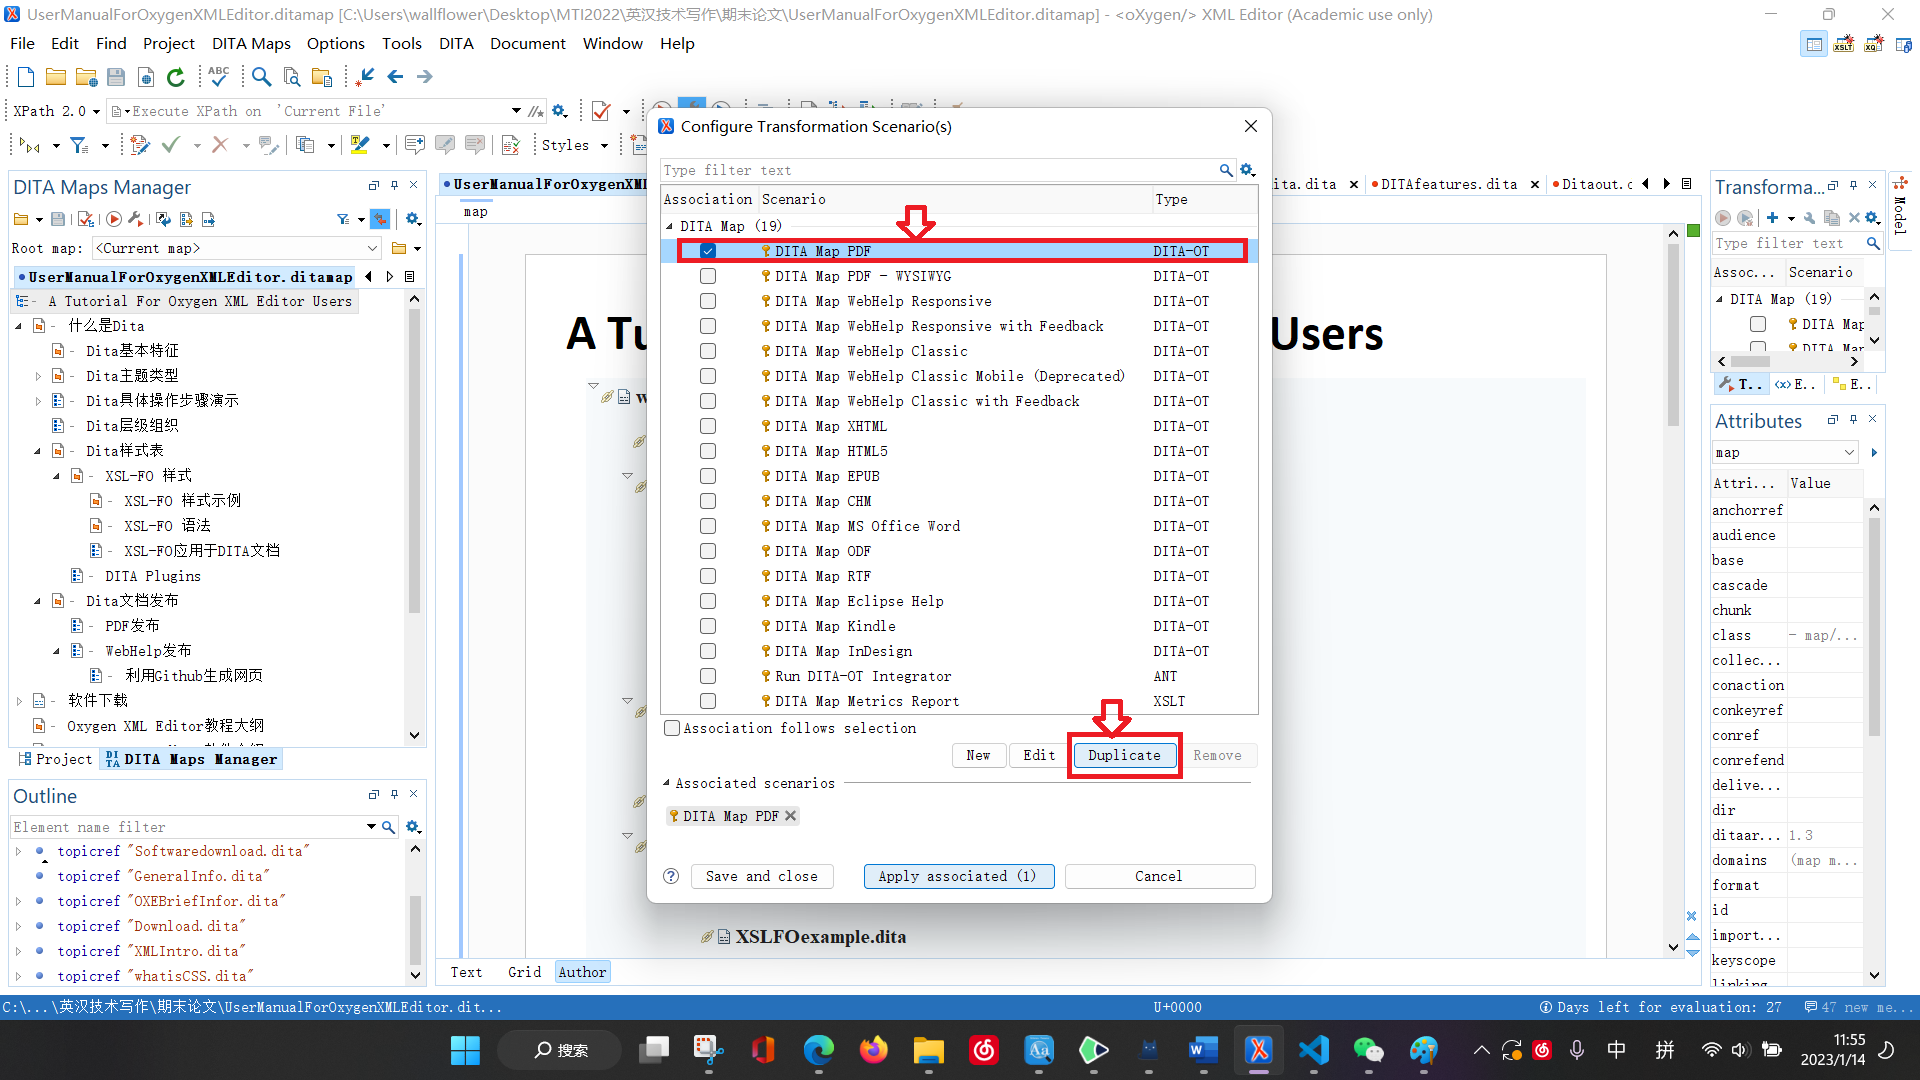 UserManualForOxygenXMLEditor.ditamap [C:\Users\wallflower\Desktop\MTI2022\英汉技术写作\期末论文\UserManualForOxygenXMLEditor.ditamap] - <oXygen/> XML Editor (Academic use only)
File Edit Find Project DITA Maps Options Tools DITA Document Window Help
XPath 2.0 Execute XPath on 'Current File'
Styles
DITA Maps Manager
Root map: <Current map>
UserManualForOxygenXMLEditor.ditamap
A Tutorial For Oxygen XML Editor Users
什么是Dita
Dita基本特征
Dita主题类型
Dita具体操作步骤演示
Dita层级组织
Dita样式表
XSL-FO 样式
XSL-FO 样式示例
XSL-FO 语法
XSL-FO应用于DITA文档
DITA Plugins
Dita文档发布
PDF发布
WebHelp发布
利用Github生成网页
软件下载
Oxygen XML Editor教程大纲
Project DITA Maps Manager
Outline
Element name filter
topicref "Softwaredownload.dita"
topicref "GeneralInfo.dita"
topicref "OXEBriefInfor.dita"
topicref "Download.dita"
topicref "XMLIntro.dita"
topicref "whatisCSS.dita"
UserManualForOxygenXML
ita.dita DITAfeatures.dita Ditaout.
map
A Tu
Users
XSLFOexample.dita
Text Grid Author
Configure Transformation Scenario(s)
Type filter text
Association Scenario Type
DITA Map (19)
DITA Map PDF DITA-OT
DITA Map PDF - WYSIWYG DITA-OT
DITA Map WebHelp Responsive DITA-OT
DITA Map WebHelp Responsive with Feedback DITA-OT
DITA Map WebHelp Classic DITA-OT
DITA Map WebHelp Classic Mobile (Deprecated) DITA-OT
DITA Map WebHelp Classic with Feedback DITA-OT
DITA Map XHTML DITA-OT
DITA Map HTML5 DITA-OT
DITA Map EPUB DITA-OT
DITA Map CHM DITA-OT
DITA Map MS Office Word DITA-OT
DITA Map ODF DITA-OT
DITA Map RTF DITA-OT
DITA Map Eclipse Help DITA-OT
DITA Map Kindle DITA-OT
DITA Map InDesign DITA-OT
Run DITA-OT Integrator ANT
DITA Map Metrics Report XSLT
Association follows selection
New Edit Duplicate Remove
Associated scenarios
DITA Map PDF
Save and close Apply associated (1) Cancel
Transforma...
Type filter text
Assoc... Scenario
DITA Map (19)
DITA Map
DITA Map
T.. E.. E..
Model
Attributes
map
Attri... Value
anchorref
audience
base
cascade
chunk
class - map/...
collec...
conaction
conkeyref
conref
conrefend
delive...
dir
ditaar... 1.3
domains (map m...
format
id
import...
keyscope
linking
C:\...\英汉技术写作\期末论文\UserManualForOxygenXMLEditor.dit...
U+0000
Days left for evaluation: 27
47 new me...
搜索
中 拼
11:55
2023/1/14